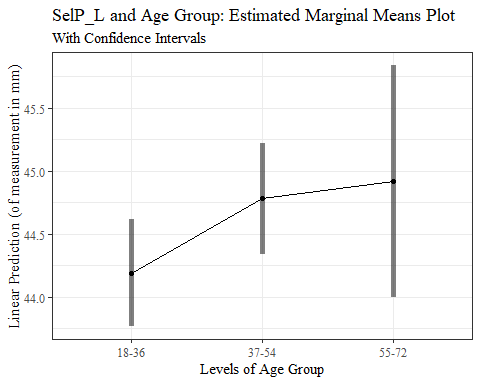 SelP_L and Age Group: Estimated Marginal Means Plot
With Confidence Intervals
Linear Prediction (of measurement in mm)
45.5
45.0
44.5
44.0
18-36 37-54 55-72
Levels of Age Group